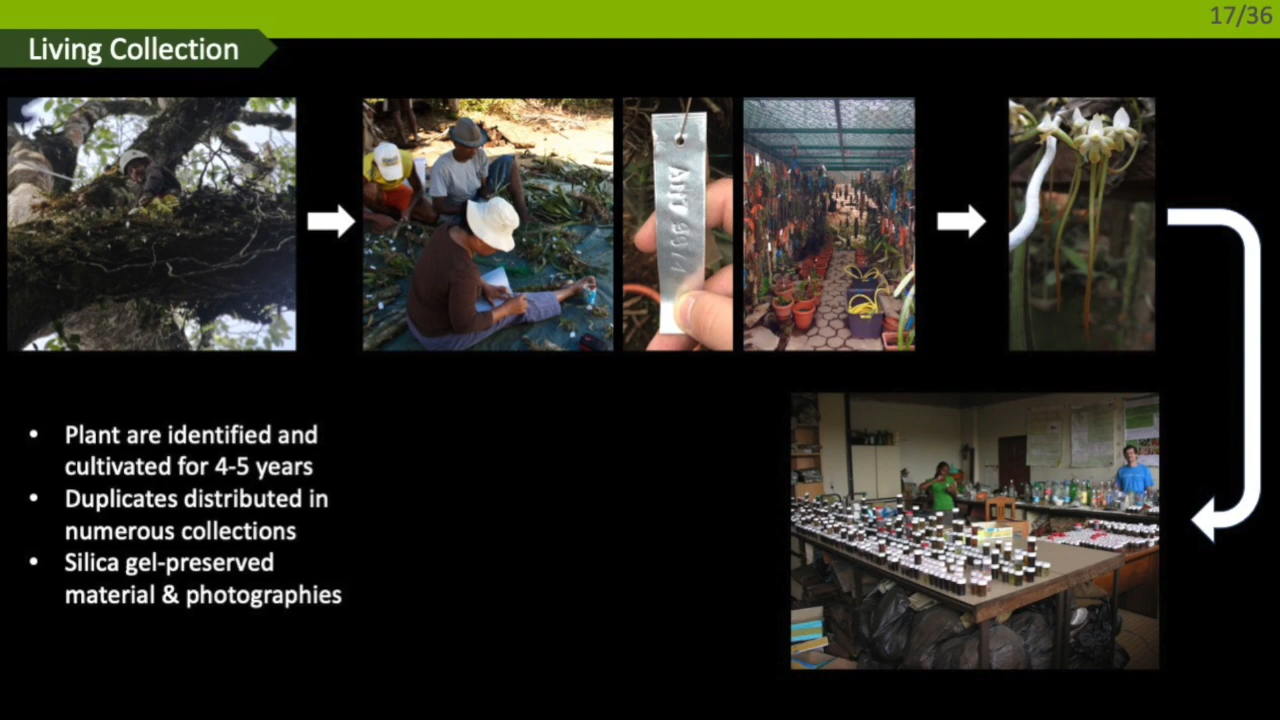 17/36
Living Collection
• Plant are identified and
cultivated for 4-5 years
• Duplicates distributed in
numerous collections
• Silica gel-preserved
material & photographies